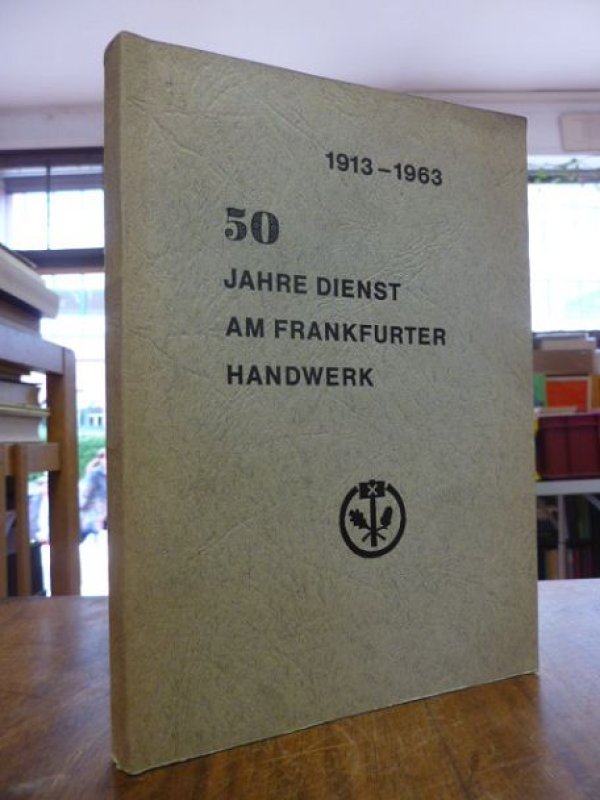 1913 – 1963
50
JAHRE DIENST
AM FRANKFURTER
HANDWERK